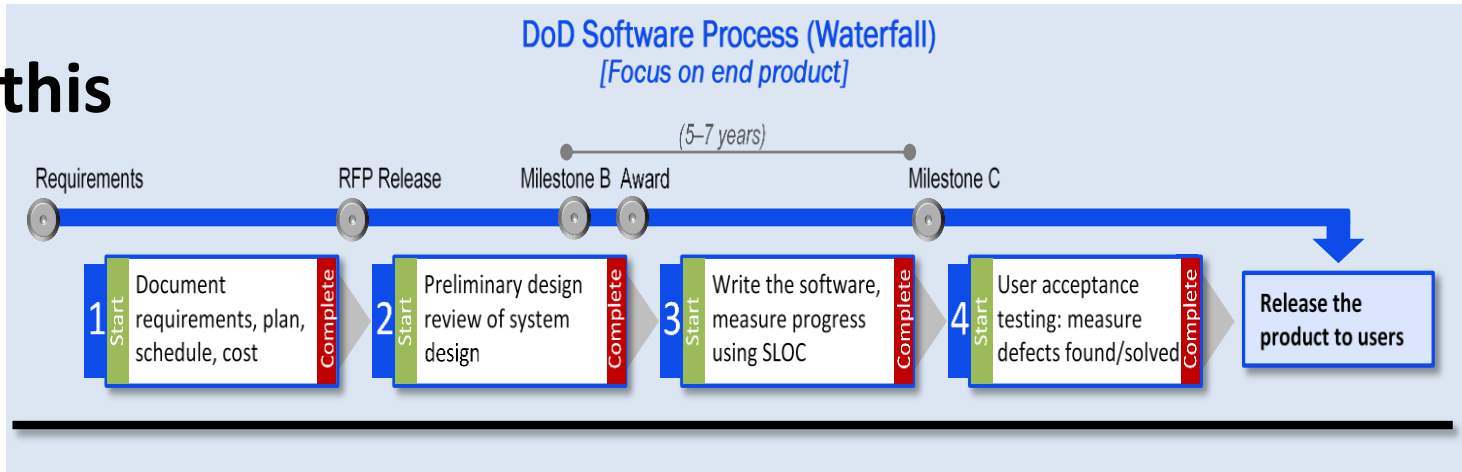 DoD Software Process (Waterfall)
[Focus on end product]
this
(5–7 years)
Requirements
RFP Release
Milestone B
Award
Milestone C
1
Start
Document
requirements, plan,
schedule, cost
Complete
2
Start
Preliminary design
review of system
design
Complete
3
Start
Write the software,
measure progress
using SLOC
Complete
4
Start
User acceptance
testing: measure
defects found/solved
Complete
Release the
product to users